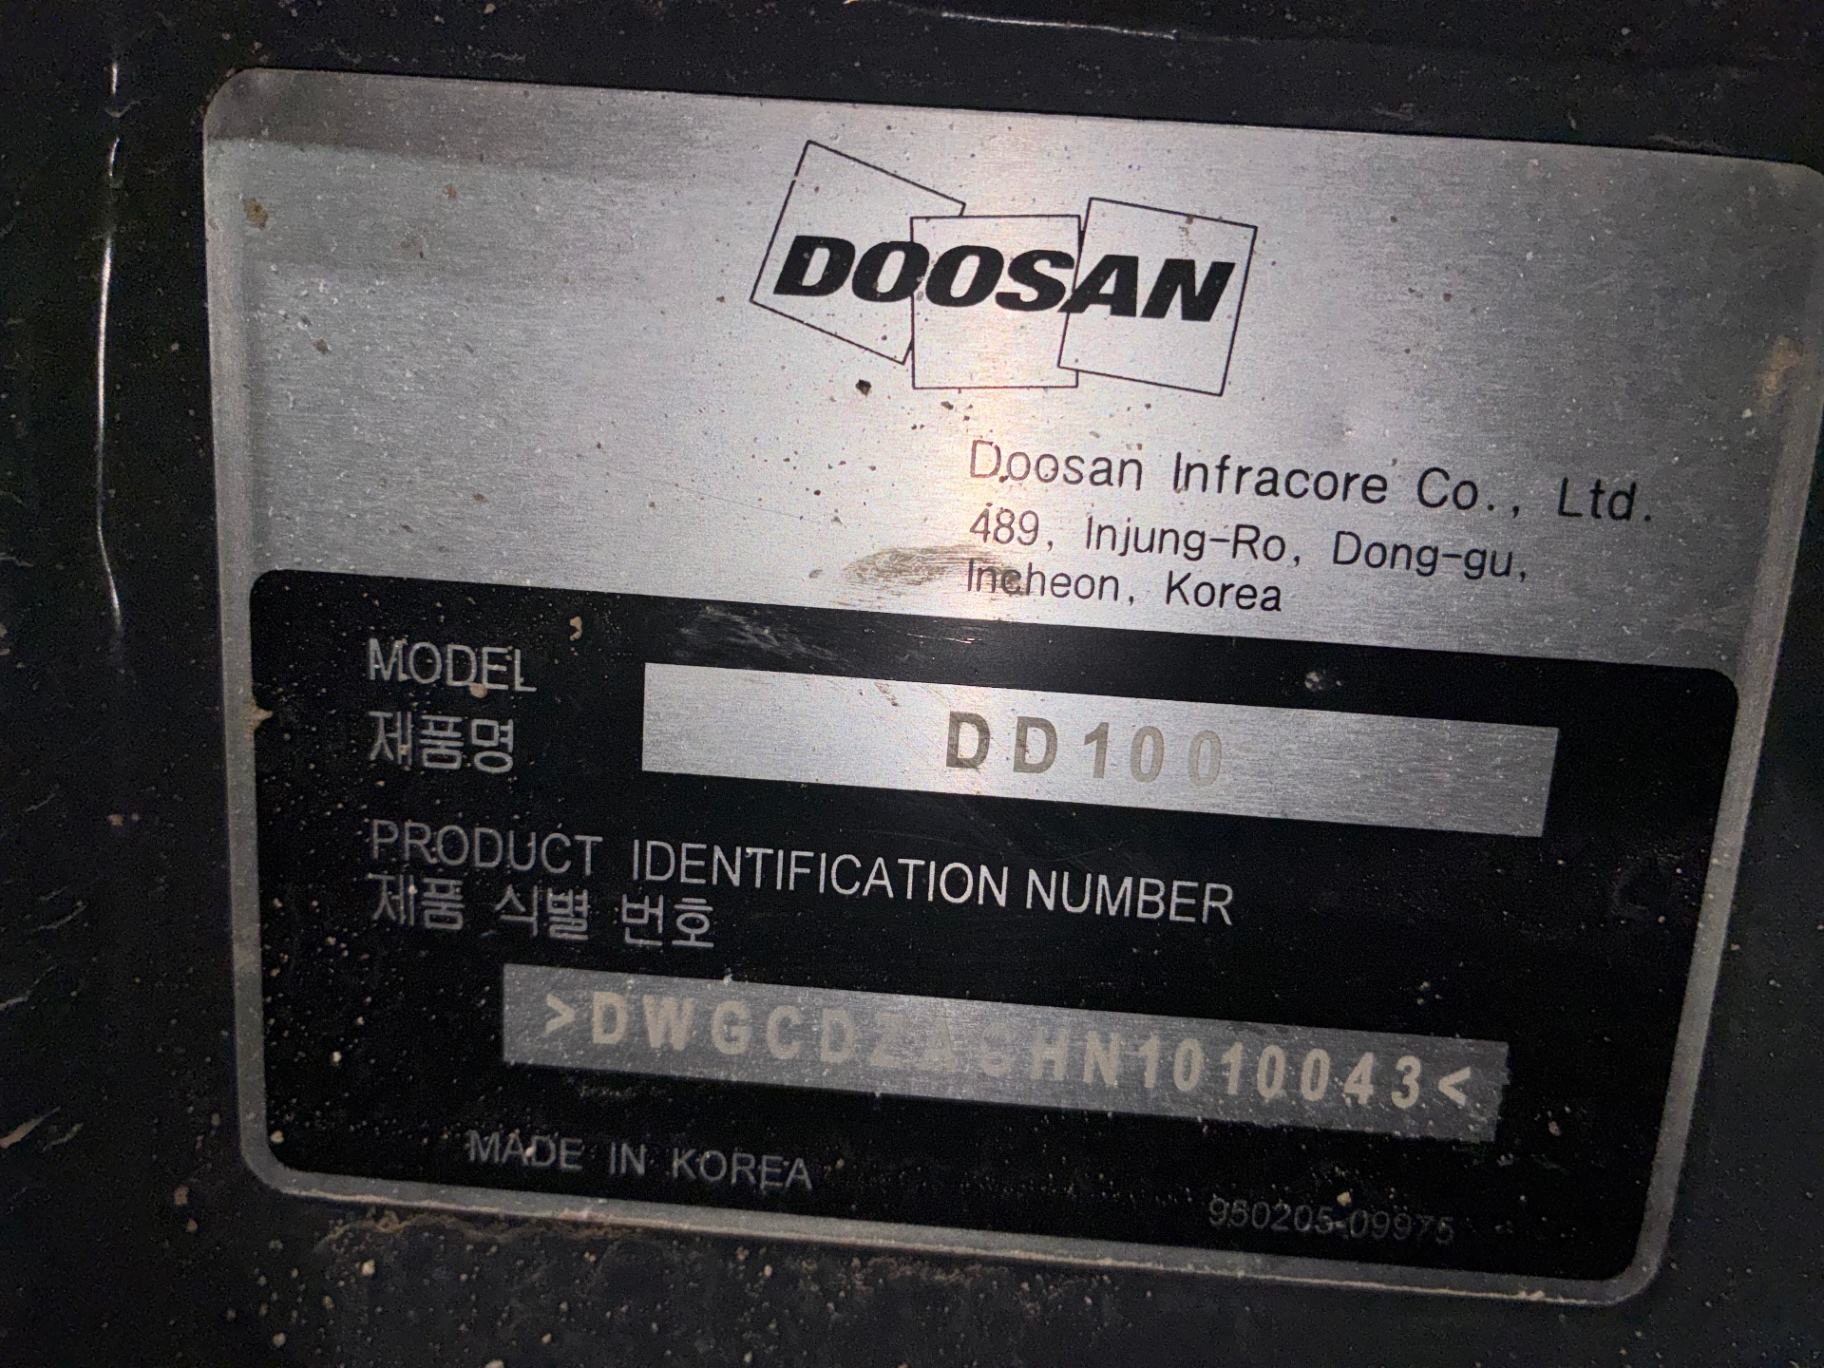 DOOSAN
Doosan Infracore Co., Ltd.
489, Injung-Ro, Dong-gu,
Incheon, Korea
MODEL
제품명
DD100
PRODUCT IDENTIFICATION NUMBER
제품 식별 번호
>DWGCDZACHN1010043<
MADE IN KOREA
950205-09975